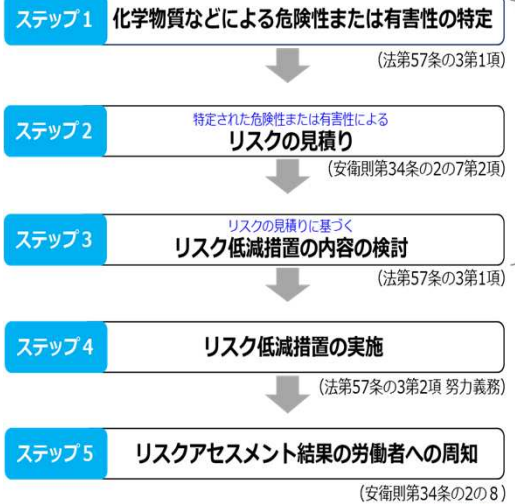 ステップ1
化学物質などによる危険性または有害性の特定
(法第57条の3第1項)
ステップ2
特定された危険性または有害性による
リスクの見積り
(安衛則第34条の2の7第2項)
ステップ3
リスクの見積りに基づく
リスク低減措置の内容の検討
(法第57条の3第1項)
ステップ4
リスク低減措置の実施
(法第57条の3第2項 努力義務)
ステップ5
リスクアセスメント結果の労働者への周知
(安衛則第34条の2の8)